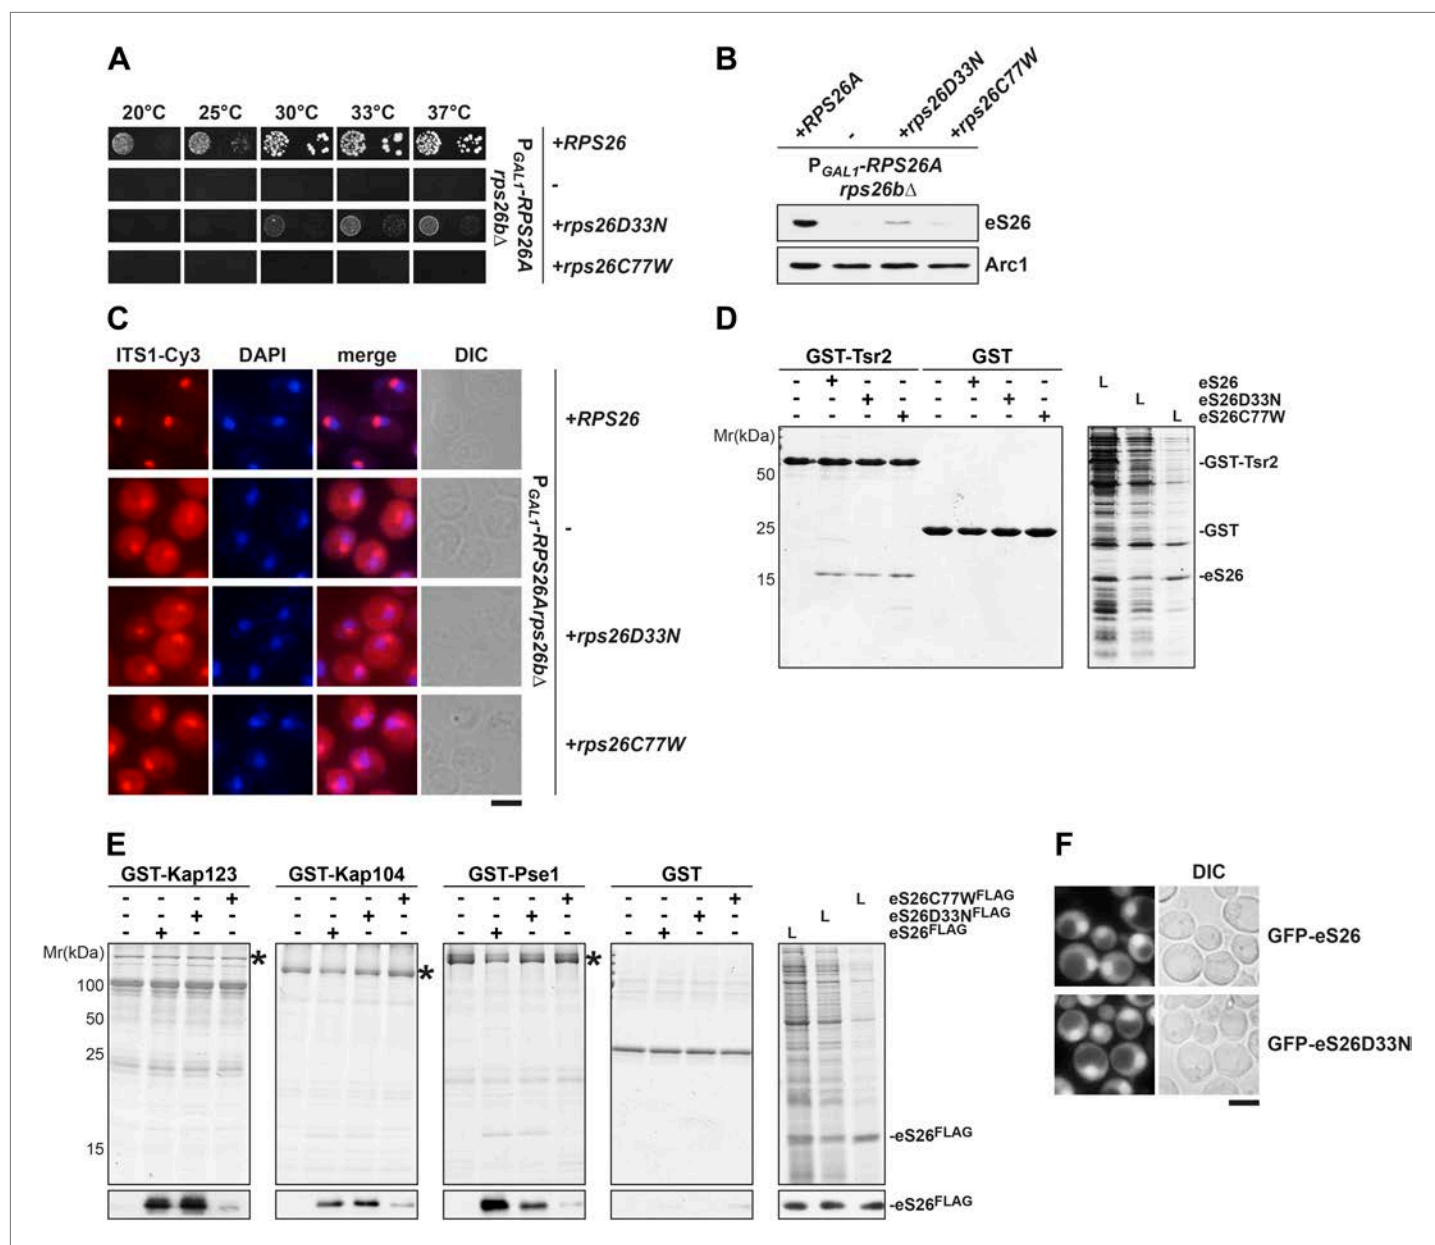 A
20°C 25°C 30°C 33°C 37°C
+RPS26
-
+rps26D33N
+rps26C77W
PGAL1-RPS26A
rps26bΔ
B
+RPS26A
-
+rps26D33N
+rps26C77W
PGAL1-RPS26A
rps26bΔ
eS26
Arc1
C
ITS1-Cy3 DAPI merge DIC
+RPS26
-
+rps26D33N
+rps26C77W
PGAL1-RPS26Arps26bΔ
D
GST-Tsr2 GST
- + - - - + - - L eS26
- - + - - - + - L eS26D33N
- - - + - - - + L eS26C77W
Mr(kDa)
50
25
15
-GST-Tsr2
-GST
-eS26
E
GST-Kap123 GST-Kap104 GST-Pse1 GST
- - - + - - - + - - - + - - - + L eS26C77WFLAG
- - + - - - + - - - + - - - + - L eS26D33NFLAG
- + - - - + - - - + - - - + - - L eS26FLAG
Mr(kDa)
* * *
100
50
25
15
-eS26FLAG
-eS26FLAG
F
DIC
GFP-eS26
GFP-eS26D33N